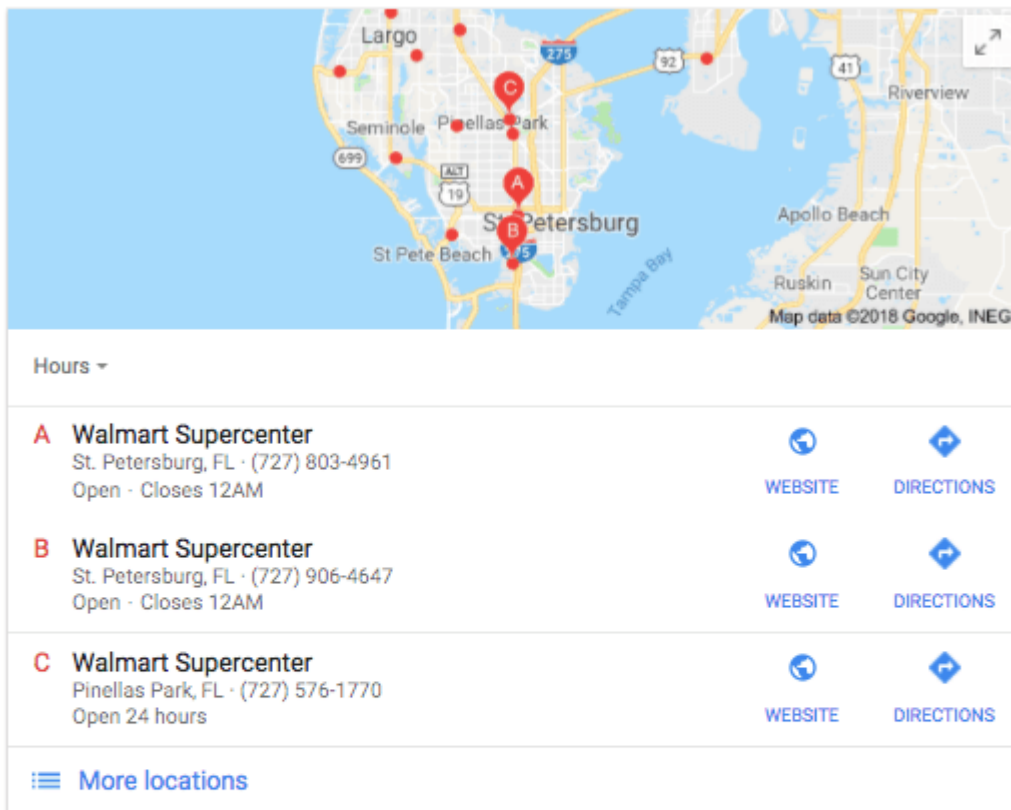 Largo
275
92
41
Riverview
C
Seminole
Pinellas Park
699
ALT
19
A
St. Petersburg
B
275
St Pete Beach
Apollo Beach
Tampa Bay
Ruskin
Sun City
Center
Map data ©2018 Google, INEG
Hours
A Walmart Supercenter
St. Petersburg, FL · (727) 803-4961
Open · Closes 12AM
WEBSITE DIRECTIONS
B Walmart Supercenter
St. Petersburg, FL · (727) 906-4647
Open · Closes 12AM
WEBSITE DIRECTIONS
C Walmart Supercenter
Pinellas Park, FL · (727) 576-1770
Open 24 hours
WEBSITE DIRECTIONS
More locations